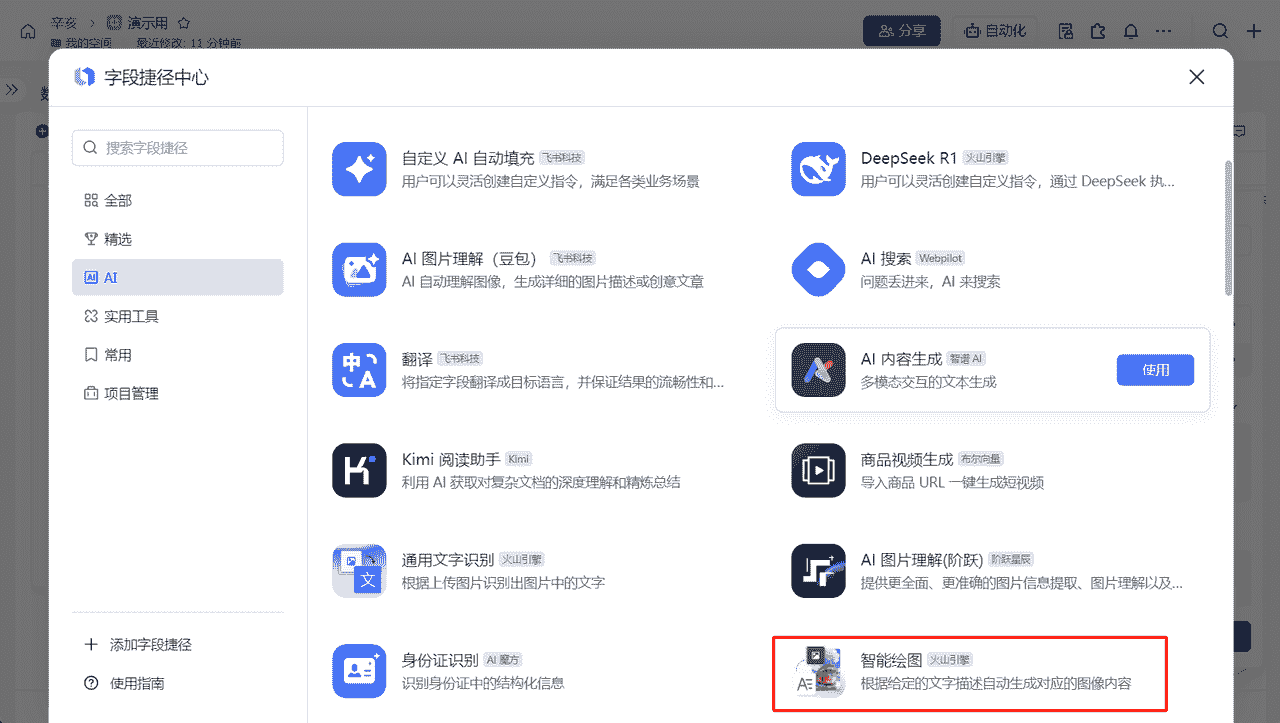 辛亥 > 演示用
我的空间 最近修改: 11 分钟前
分享
自动化
字段捷径中心
搜索字段捷径
全部
精选
AI
实用工具
常用
项目管理
添加字段捷径
使用指南
自定义 AI 自动填充 飞书科技
用户可以灵活创建自定义指令，满足各类业务场景
DeepSeek R1 火山引擎
用户可以灵活创建自定义指令，通过 DeepSeek 执...
AI 图片理解（豆包） 飞书科技
AI 自动理解图像，生成详细的图片描述或创意文章
AI 搜索 Webpilot
问题丢进来，AI 来搜索
翻译 飞书科技
将指定字段翻译成目标语言，并保证结果的流畅性和...
AI 内容生成 智谱 AI
多模态交互的文本生成
使用
Kimi 阅读助手 Kimi
利用 AI 获取对复杂文档的深度理解和精炼总结
商品视频生成 布尔向量
导入商品 URL 一键生成短视频
通用文字识别 火山引擎
根据上传图片识别出图片中的文字
AI 图片理解(阶跃) 阶跃星辰
提供更全面、更准确的图片信息提取、图片理解以及...
身份证识别 AI 魔方
识别身份证中的结构化信息
智能绘图 火山引擎
根据给定的文字描述自动生成对应的图像内容